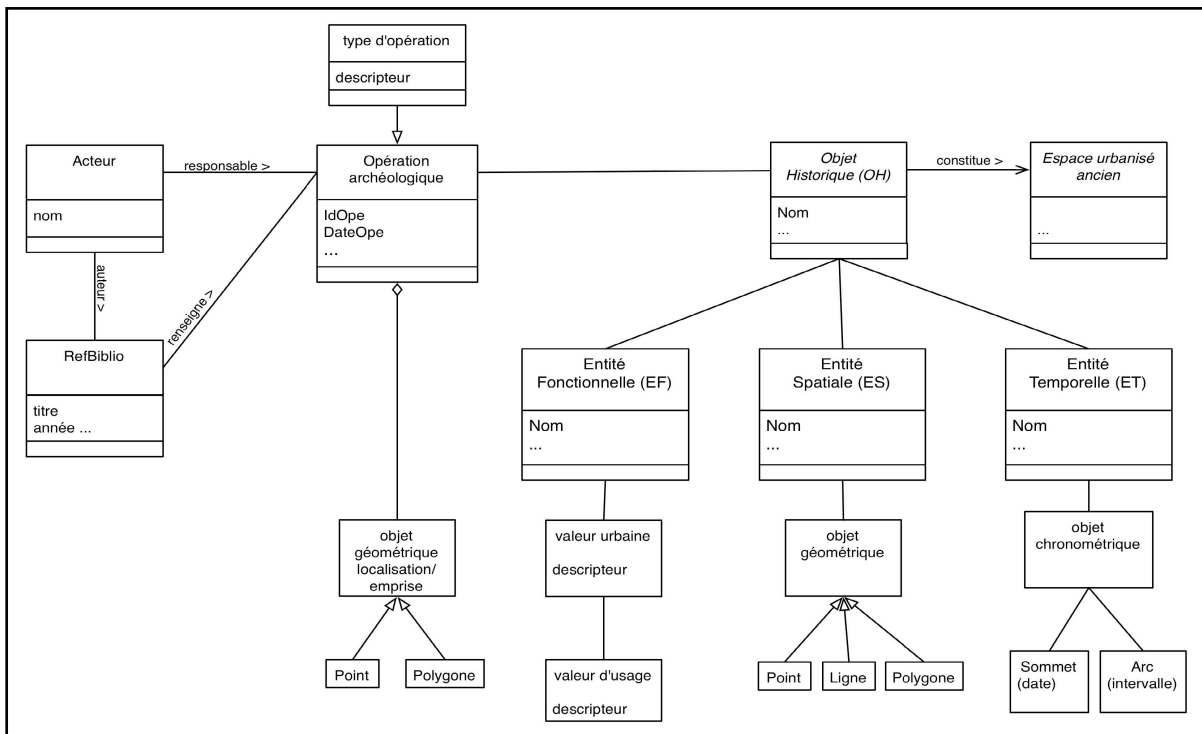 type d'opération
descripteur
Acteur
nom
responsable >
Opération
archéologique
IdOpe
DateOpe
...
Objet
Historique (OH)
Nom
...
constitue >
Espace urbanisé
ancien
...
auteur >
renseigne >
RefBiblio
titre
année ...
Entité
Fonctionnelle (EF)
Nom
...
Entité
Spatiale (ES)
Nom
...
Entité
Temporelle (ET)
Nom
...
objet
géométrique
localisation/
emprise
Point
Polygone
valeur urbaine
descripteur
valeur d'usage
descripteur
objet
géométrique
Point
Ligne
Polygone
objet
chronométrique
Sommet
(date)
Arc
(intervalle)